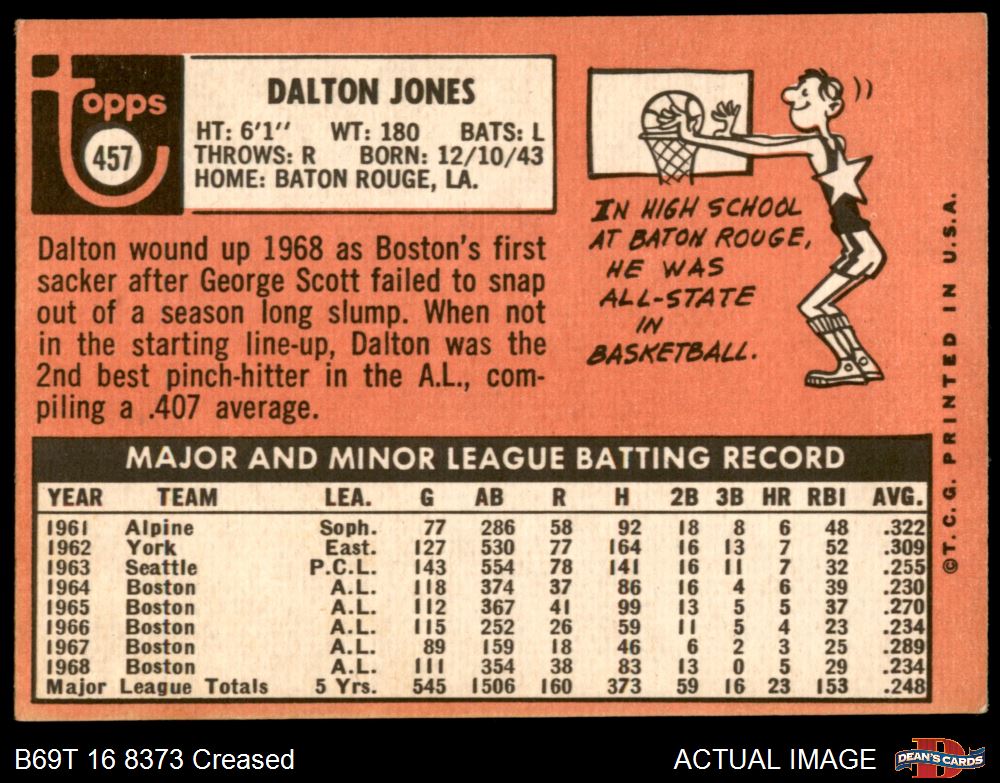 topps
457
DALTON JONES
HT: 6'1" WT: 180 BATS: L
THROWS: R BORN: 12/10/43
HOME: BATON ROUGE, LA.
Dalton wound up 1968 as Boston's first
sacker after George Scott failed to snap
out of a season long slump. When not
in the starting line-up, Dalton was the
2nd best pinch-hitter in the A.L., com-
piling a .407 average.
IN HIGH SCHOOL
AT BATON ROUGE,
HE WAS
ALL-STATE
IN
BASKETBALL.
©T. C. G. PRINTED IN U.S.A.
MAJOR AND MINOR LEAGUE BATTING RECORD
YEAR TEAM LEA. G AB R H 2B 3B HR RBI AVG.
1961 Alpine Soph. 77 286 58 92 18 8 6 48 .322
1962 York East. 127 530 77 164 16 13 7 52 .309
1963 Seattle P.C.L. 143 554 78 141 16 11 7 32 .255
1964 Boston A.L. 118 374 37 86 16 4 6 39 .230
1965 Boston A.L. 112 367 41 99 13 5 5 37 .270
1966 Boston A.L. 115 252 26 59 11 5 4 23 .234
1967 Boston A.L. 89 159 18 46 6 2 3 25 .289
1968 Boston A.L. 111 354 38 83 13 0 5 29 .234
Major League Totals 5 Yrs. 545 1506 160 373 59 16 23 153 .248
B69T 16 8373 Creased
ACTUAL IMAGE
D
DEAN'S CARDS